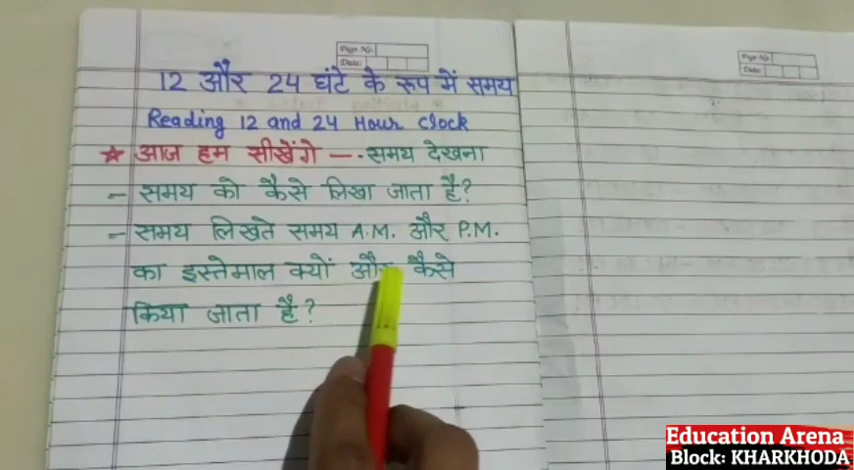 Page No
Date:
12 और 24 घंटे के रूप में समय
Reading 12 and 24 Hour Clock
★ आज हम सीखेंगे —. समय देखना
– समय को कैसे लिखा जाता है?
– समय लिखते समय A.M. और P.M.
का इस्तेमाल क्यों और कैसे
किया जाता है?
Page No
Date:
Education Arena
Block: KHARKHODA